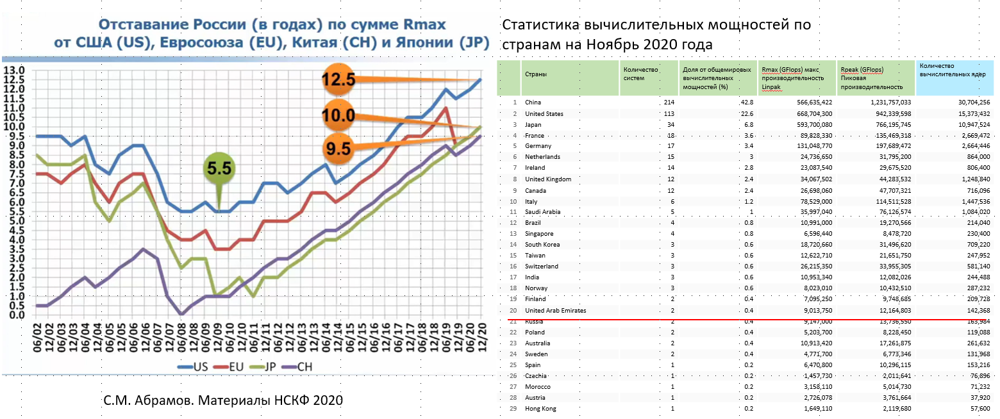 Отставание России (в годах) по сумме Rmax
от США (US), Евросоюза (EU), Китая (CH) и Японии (JP)
13.0
12.5
12.0
11.5
11.0
10.5
10.0
9.5
9.0
8.5
8.0
7.5
7.0
6.5
6.0
5.5
5.0
4.5
4.0
3.5
3.0
2.5
2.0
1.5
1.0
0.5
0.0
12.5
10.0
9.5
5.5
06/02
12/02
06/03
12/03
06/04
12/04
06/05
12/05
06/06
12/06
06/07
12/07
06/08
12/08
06/09
12/09
06/10
12/10
06/11
12/11
06/12
12/12
06/13
12/13
06/14
12/14
06/15
12/15
06/16
12/16
06/17
12/17
06/18
12/18
06/19
12/19
06/20
12/20
US EU JP CH
С.М. Абрамов. Материалы НСКФ 2020
Статистика вычислительных мощностей по
странам на Ноябрь 2020 года
Страны
Количество
систем
Доля от общемировых
вычислительных
мощностей (%)
Rmax (GFlops) макс
производительность
Linpak
Rpeak (GFlops)
Пиковая
производительность
Количество
вычислительных ядер
1 China 214 42.8 566,635,422 1,231,757,033 30,704,256
2 United States 113 22.6 668,704,300 942,339,598 15,373,432
3 Japan 34 6.8 593,700,080 766,195,745 10,947,524
4 France 18 3.6 89,828,330 135,469,318 2,669,472
5 Germany 17 3.4 131,048,770 197,689,472 2,664,446
6 Netherlands 15 3 24,736,650 31,795,200 864,000
7 Ireland 14 2.8 23,087,540 29,675,520 806,400
8 United Kingdom 12 2.4 34,067,502 44,283,532 1,248,840
9 Canada 12 2.4 26,698,060 47,707,321 716,096
10 Italy 6 1.2 78,529,000 114,511,528 1,447,536
11 Saudi Arabia 5 1 35,997,040 76,126,574 1,084,020
12 Brazil 4 0.8 10,991,000 19,270,566 214,040
13 Singapore 4 0.8 6,596,440 8,478,720 230,400
14 South Korea 3 0.6 18,720,660 31,496,620 709,220
15 Taiwan 3 0.6 12,622,710 21,651,750 247,952
16 Switzerland 3 0.6 26,215,350 33,955,305 581,140
17 India 3 0.6 10,953,340 12,082,026 244,488
18 Norway 3 0.6 8,023,010 10,432,510 287,232
19 Finland 2 0.4 7,095,250 9,748,685 209,728
20 United Arab Emirates 2 0.4 9,013,750 12,164,803 142,368
21 Russia 2 0.4 9,147,000 13,736,550 163,984
22 Poland 2 0.4 5,203,700 8,228,450 119,088
23 Australia 2 0.4 10,913,420 17,261,875 261,632
24 Sweden 2 0.4 4,771,700 6,773,346 131,968
25 Spain 1 0.2 6,470,800 10,296,115 153,216
26 Czechia 1 0.2 1,457,730 2,011,641 76,896
27 Morocco 1 0.2 3,158,110 5,014,730 71,232
28 Austria 1 0.2 2,726,078 3,761,664 37,920
29 Hong Kong 1 0.2 1,649,110 2,119,680 57,600